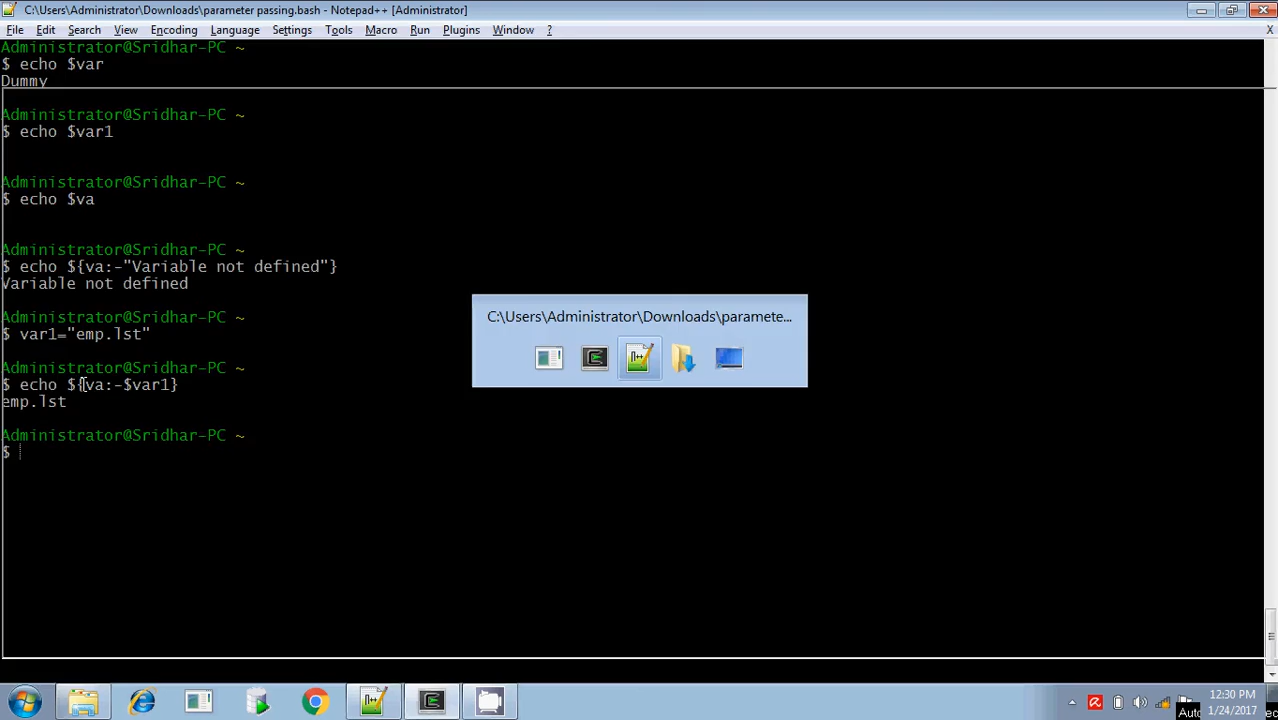 C:\Users\Administrator\Downloads\parameter passing.bash - Notepad++ [Administrator]
File Edit Search View Encoding Language Settings Tools Macro Run Plugins Window ? X
Administrator@Sridhar-PC ~
$ echo $var
Dummy
Administrator@Sridhar-PC ~
$ echo $var1
Administrator@Sridhar-PC ~
$ echo $va
Administrator@Sridhar-PC ~
$ echo ${va:-"Variable not defined"}
Variable not defined
C:\Users\Administrator\Downloads\paramete...
Administrator@Sridhar-PC ~
$ var1="emp.lst"
Administrator@Sridhar-PC ~
$ echo ${va:-$var1}
emp.lst
Administrator@Sridhar-PC ~
$
12:30 PM
1/24/2017
Auto